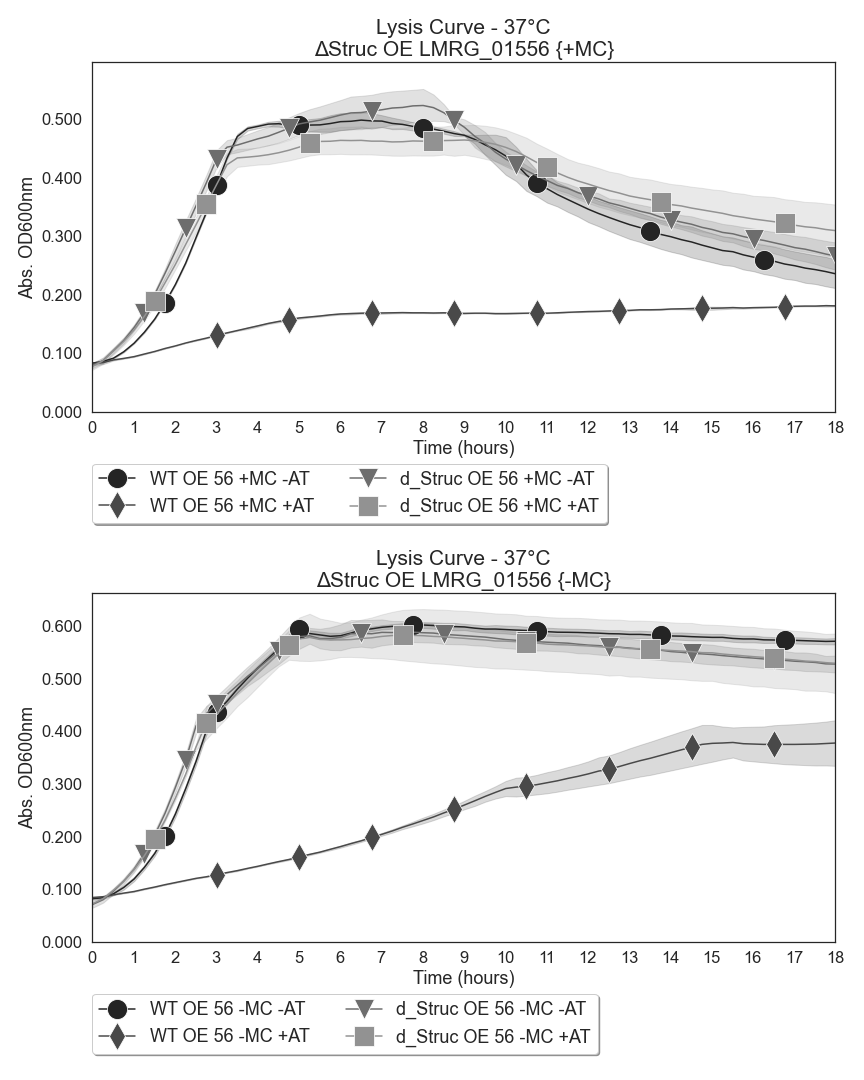 Lysis Curve - 37°C
ΔStruc OE LMRG_01556 {+MC}
Abs. OD600nm
0.500
0.400
0.300
0.200
0.100
0.000
0 1 2 3 4 5 6 7 8 9 10 11 12 13 14 15 16 17 18
Time (hours)
WT OE 56 +MC -AT
d_Struc OE 56 +MC -AT
WT OE 56 +MC +AT
d_Struc OE 56 +MC +AT
Lysis Curve - 37°C
ΔStruc OE LMRG_01556 {-MC}
Abs. OD600nm
0.600
0.500
0.400
0.300
0.200
0.100
0.000
0 1 2 3 4 5 6 7 8 9 10 11 12 13 14 15 16 17 18
Time (hours)
WT OE 56 -MC -AT
d_Struc OE 56 -MC -AT
WT OE 56 -MC +AT
d_Struc OE 56 -MC +AT